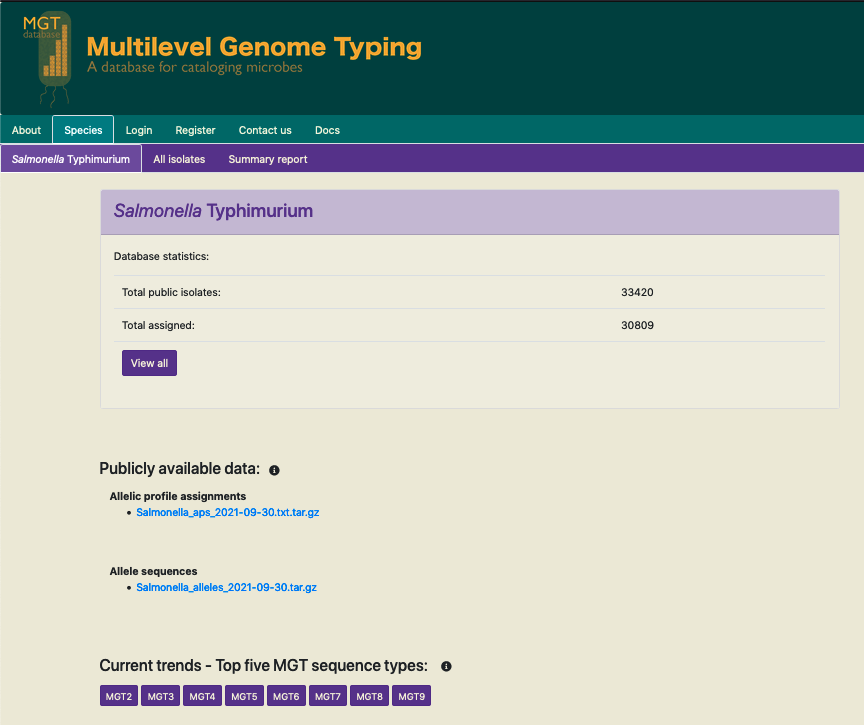 MGT
database
Multilevel Genome Typing
A database for cataloging microbes
About Species Login Register Contact us Docs
Salmonella Typhimurium All isolates Summary report
Salmonella Typhimurium
Database statistics:
Total public isolates: 33420
Total assigned: 30809
View all
Publicly available data:
Allelic profile assignments
• Salmonella_aps_2021-09-30.txt.tar.gz
Allele sequences
• Salmonella_alleles_2021-09-30.tar.gz
Current trends - Top five MGT sequence types:
MGT2 MGT3 MGT4 MGT5 MGT6 MGT7 MGT8 MGT9